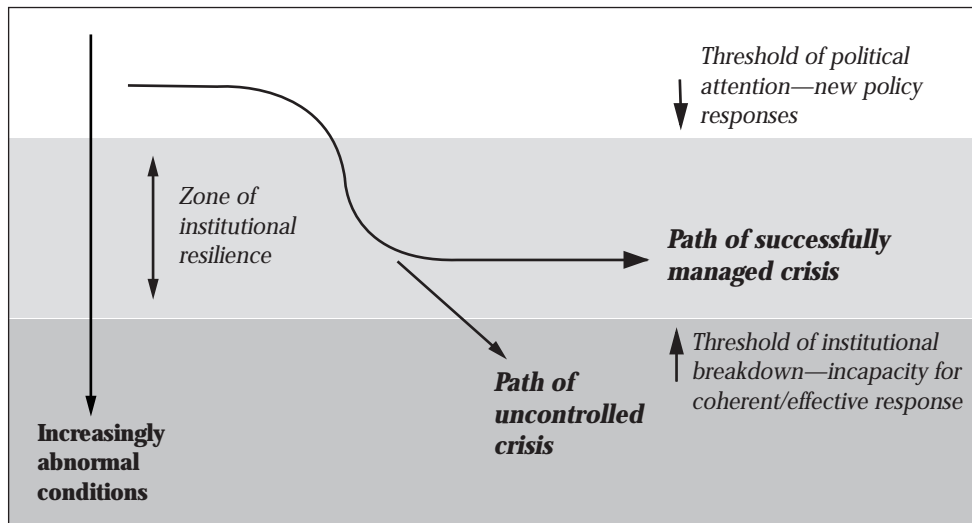 Threshold of political
attention—new policy
responses
Zone of
institutional
resilience
Path of successfully
managed crisis
Threshold of institutional
breakdown—incapacity for
coherent/effective response
Path of
uncontrolled
crisis
Increasingly
abnormal
conditions